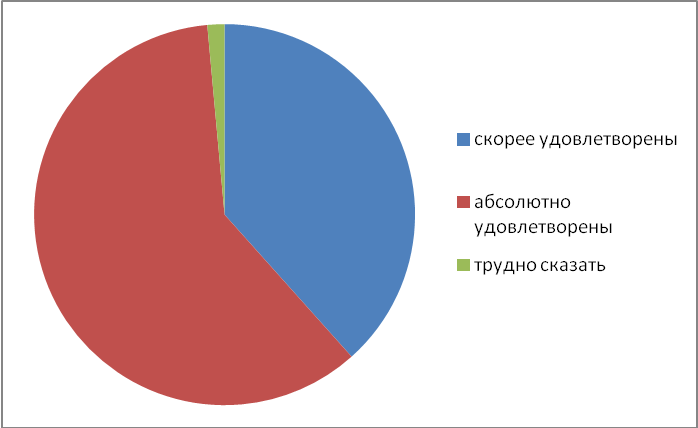 скорее удовлетворены
абсолютно
удовлетворены
трудно сказать